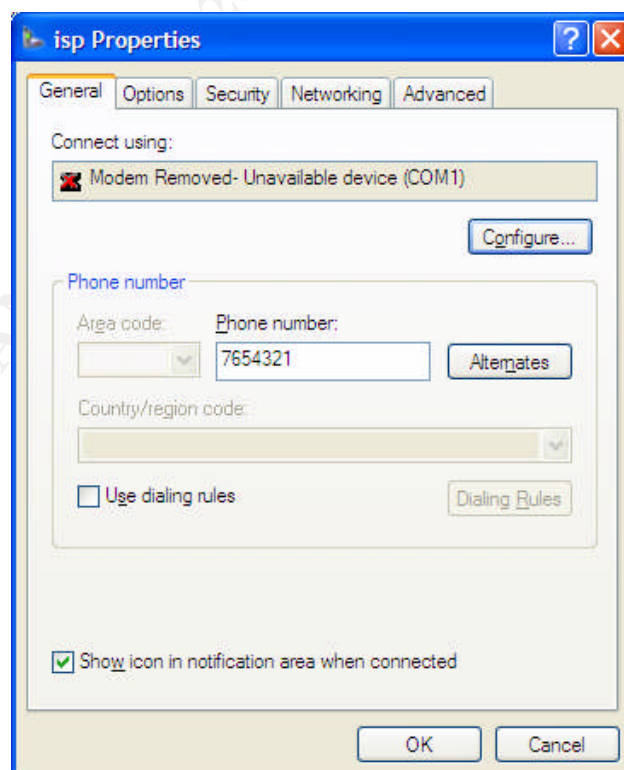 isp Properties
General Options Security Networking Advanced
Connect using:
Modem Removed- Unavailable device (COM1)
Configure...
Phone number
Area code: Phone number:
7654321 Alternates
Country/region code:
Use dialing rules Dialing Rules
Show icon in notification area when connected
OK Cancel